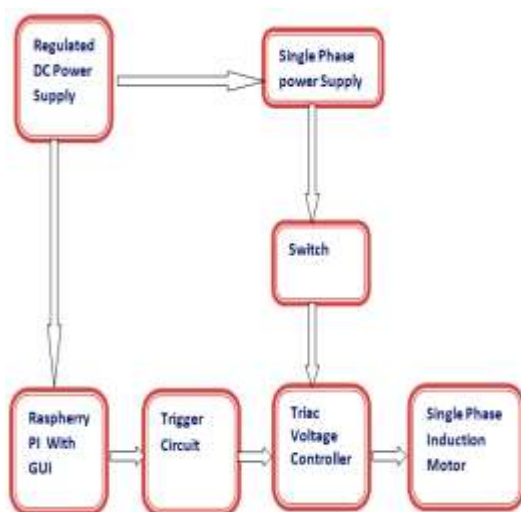 Regulated
DC Power
Supply
Single Phase
power Supply
Switch
Raspherry
PI With
GUI
Trigger
Circuit
Triac
Voltage
Controller
Single Phase
Induction
Motor